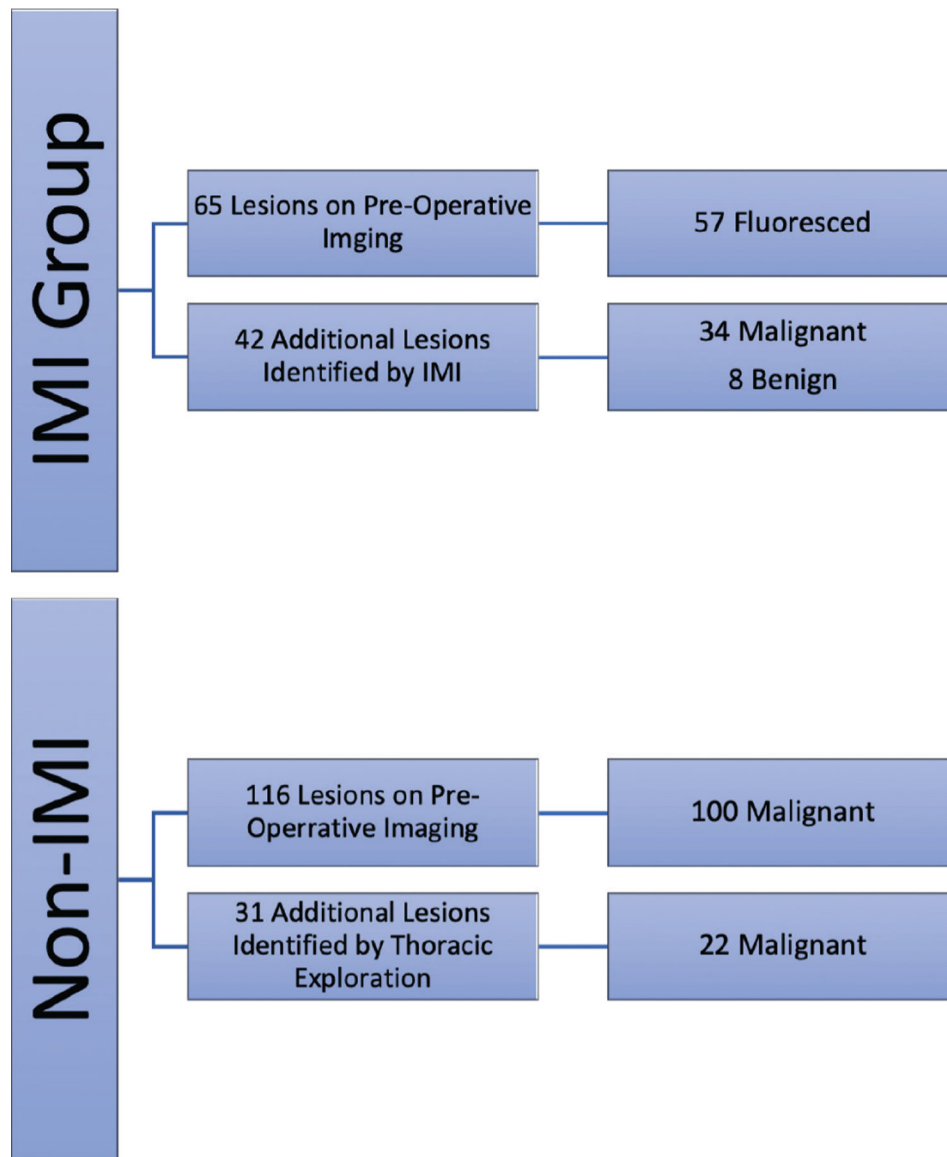 IMI Group
65 Lesions on Pre-Operative
Imging
57 Fluoresced
42 Additional Lesions
Identified by IMI
34 Malignant
8 Benign
Non-IMI
116 Lesions on Pre-
Operrative Imaging
100 Malignant
31 Additional Lesions
Identified by Thoracic
Exploration
22 Malignant